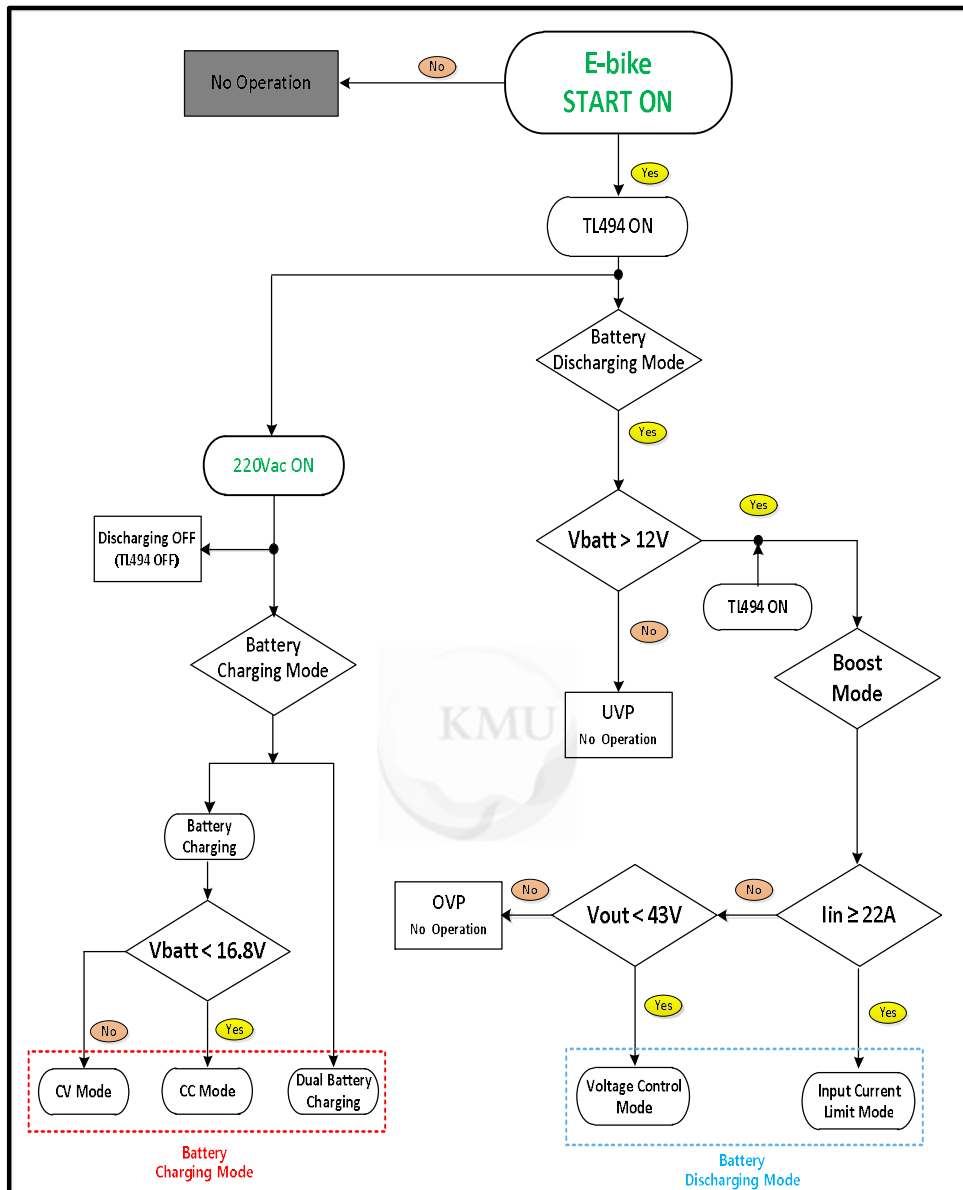 E-bike
START ON
No
No Operation
Yes
TL494 ON
Battery
Discharging Mode
Yes
220Vac ON
Discharging OFF
(TL494 OFF)
Vbatt > 12V
Yes
TL494 ON
No
UVP
No Operation
Battery
Charging Mode
Boost
Mode
KMU
Battery
Charging
Vbatt < 16.8V
No
Yes
CV Mode
CC Mode
Dual Battery
Charging
Battery
Charging Mode
Iin ≥ 22A
No
Vout < 43V
No
OVP
No Operation
Yes
Yes
Voltage Control
Mode
Input Current
Limit Mode
Battery
Discharging Mode